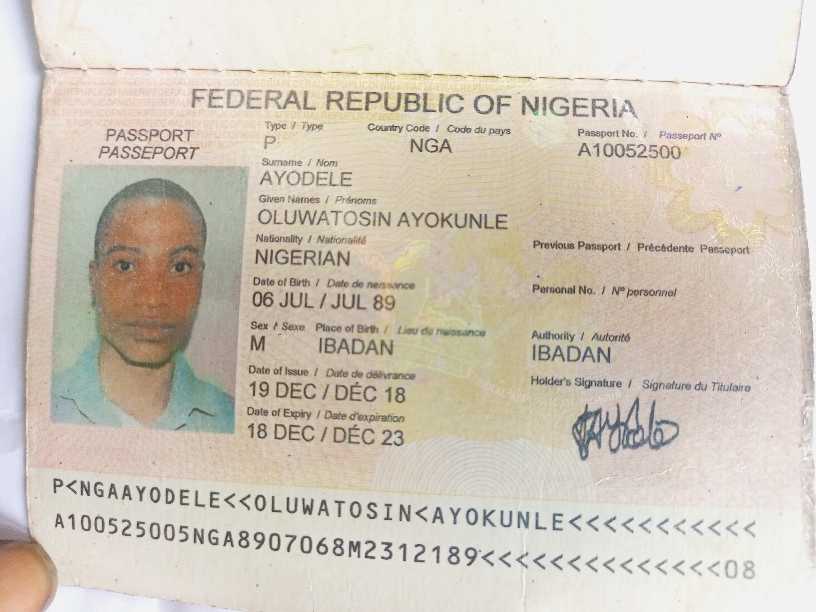 FEDERAL REPUBLIC OF NIGERIA
PASSPORT
PASSEPORT
Type / Type Country Code / Code du pays Passport No. / Passeport Nº
P NGA A10052500
Surname / Nom
AYODELE
Given Names / Prénoms
OLUWATOSIN AYOKUNLE
Nationality / Nationalité Previous Passport / Précédente Passeport
NIGERIAN
Date of Birth / Date de naissance Personal No. / Nº personnel
06 JUL / JUL 89
Sex / Sexe Place of Birth / Lieu de naissance Authority / Autorité
M IBADAN IBADAN
Date of Issue / Date de délivrance Holder's Signature / Signature du Titulaire
19 DEC / DÉC 18
Date of Expiry / Date d'expiration
18 DEC / DÉC 23
P<NGAAYODELE<<OLUWATOSIN<AYOKUNLE<<<<<<<<<<<
A100525005NGA8907068M2312189<<<<<<<<<<<<<<08